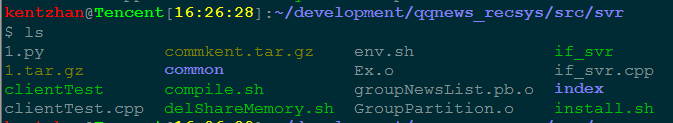 kentzhan@Tencent[16:26:28]:~/development/qqnews_recsys/src/svr
$ ls
1.py commkent.tar.gz env.sh if_svr
1.tar.gz common Ex.o if_svr.cpp
clientTest compile.sh groupNewsList.pb.o index
clientTest.cpp delShareMemory.sh GroupPartition.o install.sh